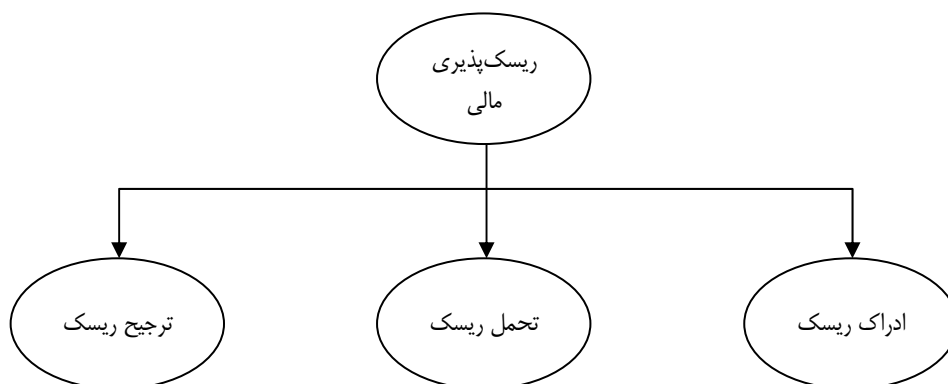 ریسک‌پذیری
مالی
ادراک ریسک
تحمل ریسک
ترجیح ریسک